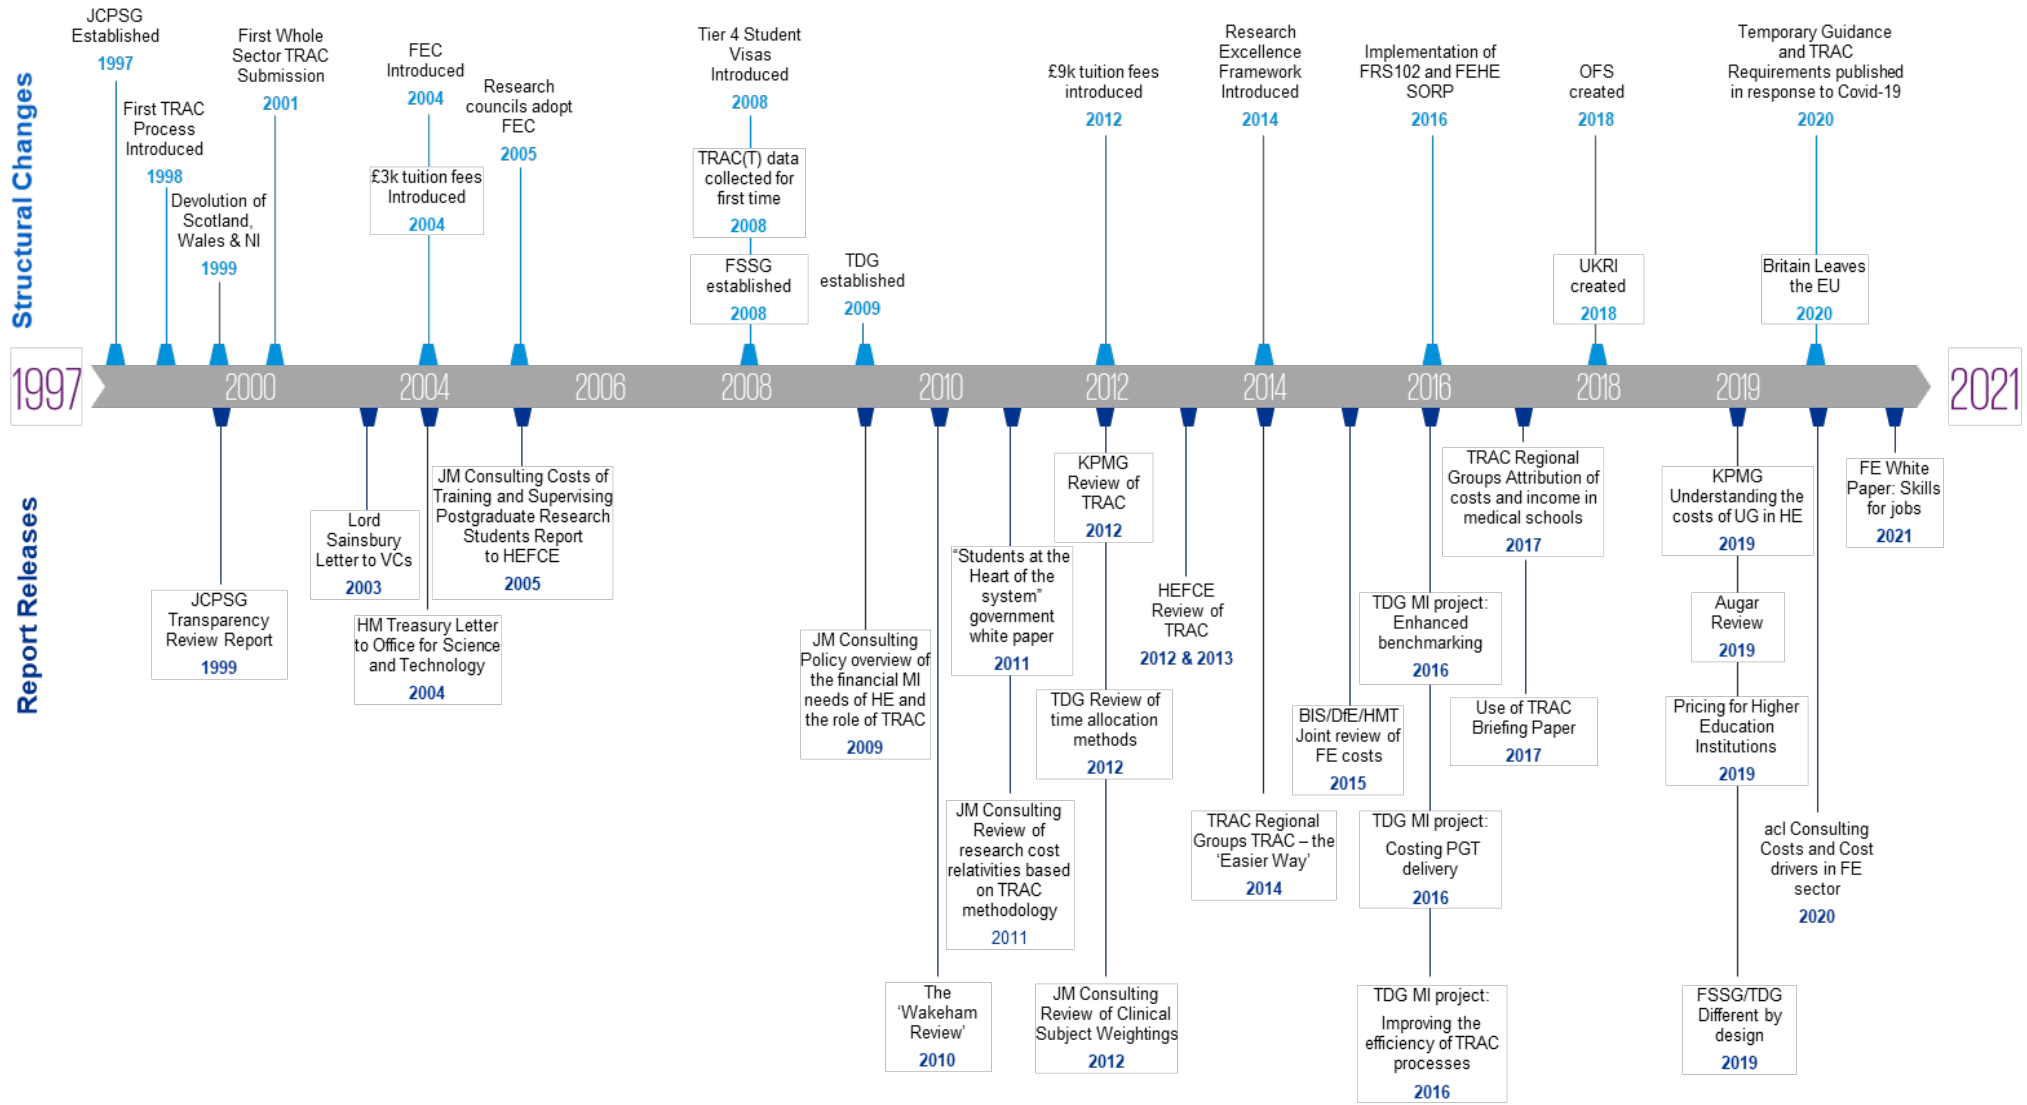 Structural Changes
JCPSG
Established
1997
First TRAC
Process
Introduced
1998
Devolution of
Scotland,
Wales & NI
1999
First Whole
Sector TRAC
Submission
2001
FEC
Introduced
2004
£3k tuition fees
Introduced
2004
Research
councils adopt
FEC
2005
Tier 4 Student
Visas
Introduced
2008
TRAC(T) data
collected for
first time
2008
FSSG
established
2008
TDG
established
2009
£9k tuition fees
introduced
2012
Research
Excellence
Framework
Introduced
2014
Implementation of
FRS102 and FEHE
SORP
2016
OFS
created
2018
UKRI
created
2018
Temporary Guidance
and TRAC
Requirements published
in response to Covid-19
2020
Britain Leaves
the EU
2020
1997
2000
2004
2006
2008
2010
2012
2014
2016
2018
2019
2021
Report Releases
JCPSG
Transparency
Review Report
1999
Lord
Sainsbury
Letter to VCs
2003
HM Treasury Letter
to Office for Science
and Technology
2004
JM Consulting Costs of
Training and Supervising
Postgraduate Research
Students Report
to HEFCE
2005
JM Consulting
Policy overview of
the financial MI
needs of HE and
the role of TRAC
2009
The
‘Wakeham
Review’
2010
“Students at the
Heart of the
system”
government
white paper
2011
JM Consulting
Review of
research cost
relativities based
on TRAC
methodology
2011
KPMG
Review of
TRAC
2012
TDG Review of
time allocation
methods
2012
JM Consulting
Review of Clinical
Subject Weightings
2012
HEFCE
Review of
TRAC
2012 & 2013
TRAC Regional
Groups TRAC – the
‘Easier Way’
2014
BIS/DfE/HMT
Joint review of
FE costs
2015
TDG MI project:
Enhanced
benchmarking
2016
TDG MI project:
Costing PGT
delivery
2016
TDG MI project:
Improving the
efficiency of TRAC
processes
2016
TRAC Regional
Groups Attribution of
costs and income in
medical schools
2017
Use of TRAC
Briefing Paper
2017
KPMG
Understanding the
costs of UG in HE
2019
Augar
Review
2019
Pricing for Higher
Education
Institutions
2019
FSSG/TDG
Different by
design
2019
acl Consulting
Costs and Cost
drivers in FE
sector
2020
FE White
Paper: Skills
for jobs
2021